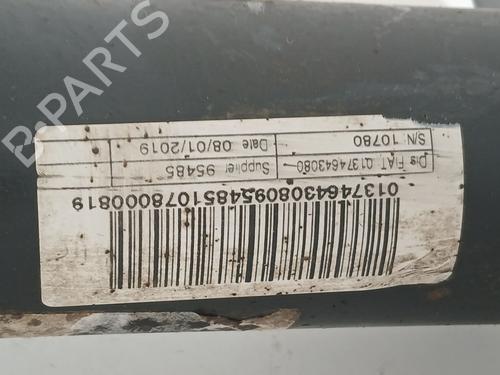 Dis FIAT 01374643080
S/N 10780
Supplier 95485
Date 08/01/2019
01374643080954851078000819
B-PARTS